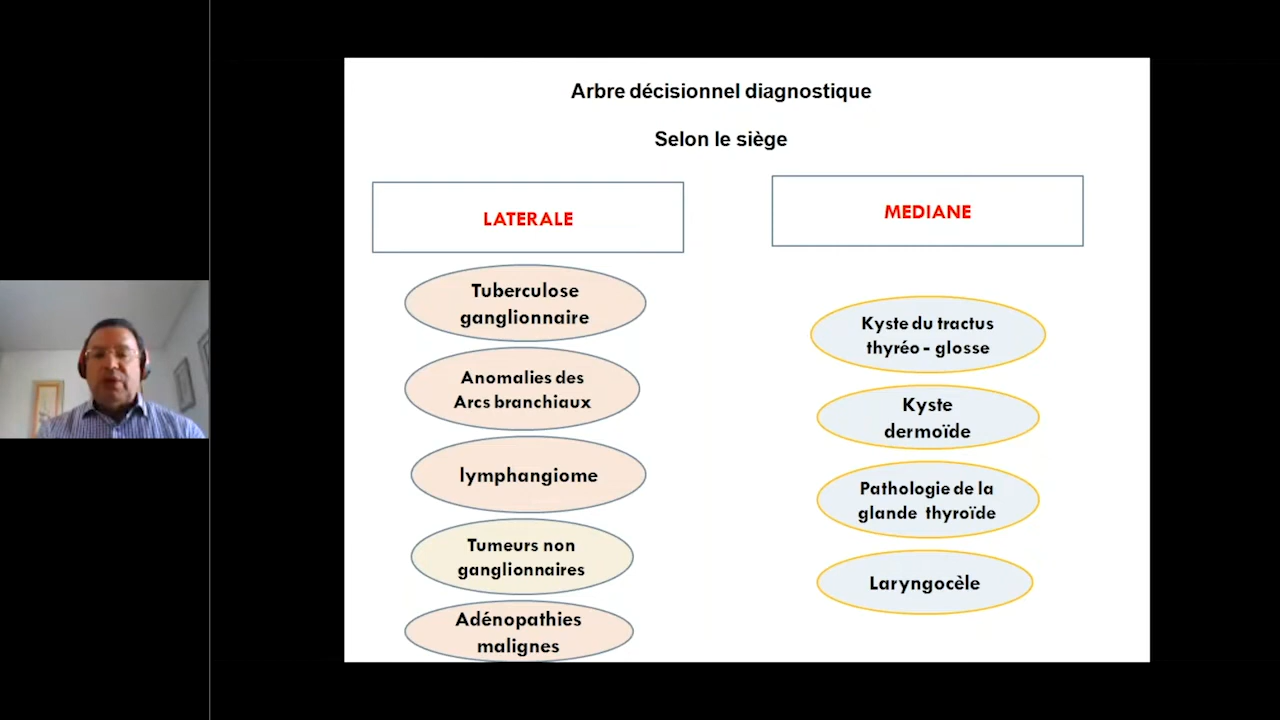 Arbre décisionnel diagnostique
Selon le siège
LATERALE
Tuberculose
ganglionnaire
Anomalies des
Arcs branchiaux
lymphangiome
Tumeurs non
ganglionnaires
Adénopathies
malignes
MEDIANE
Kyste du tractus
thyréo - glosse
Kyste
dermoïde
Pathologie de la
glande thyroïde
Laryngocèle